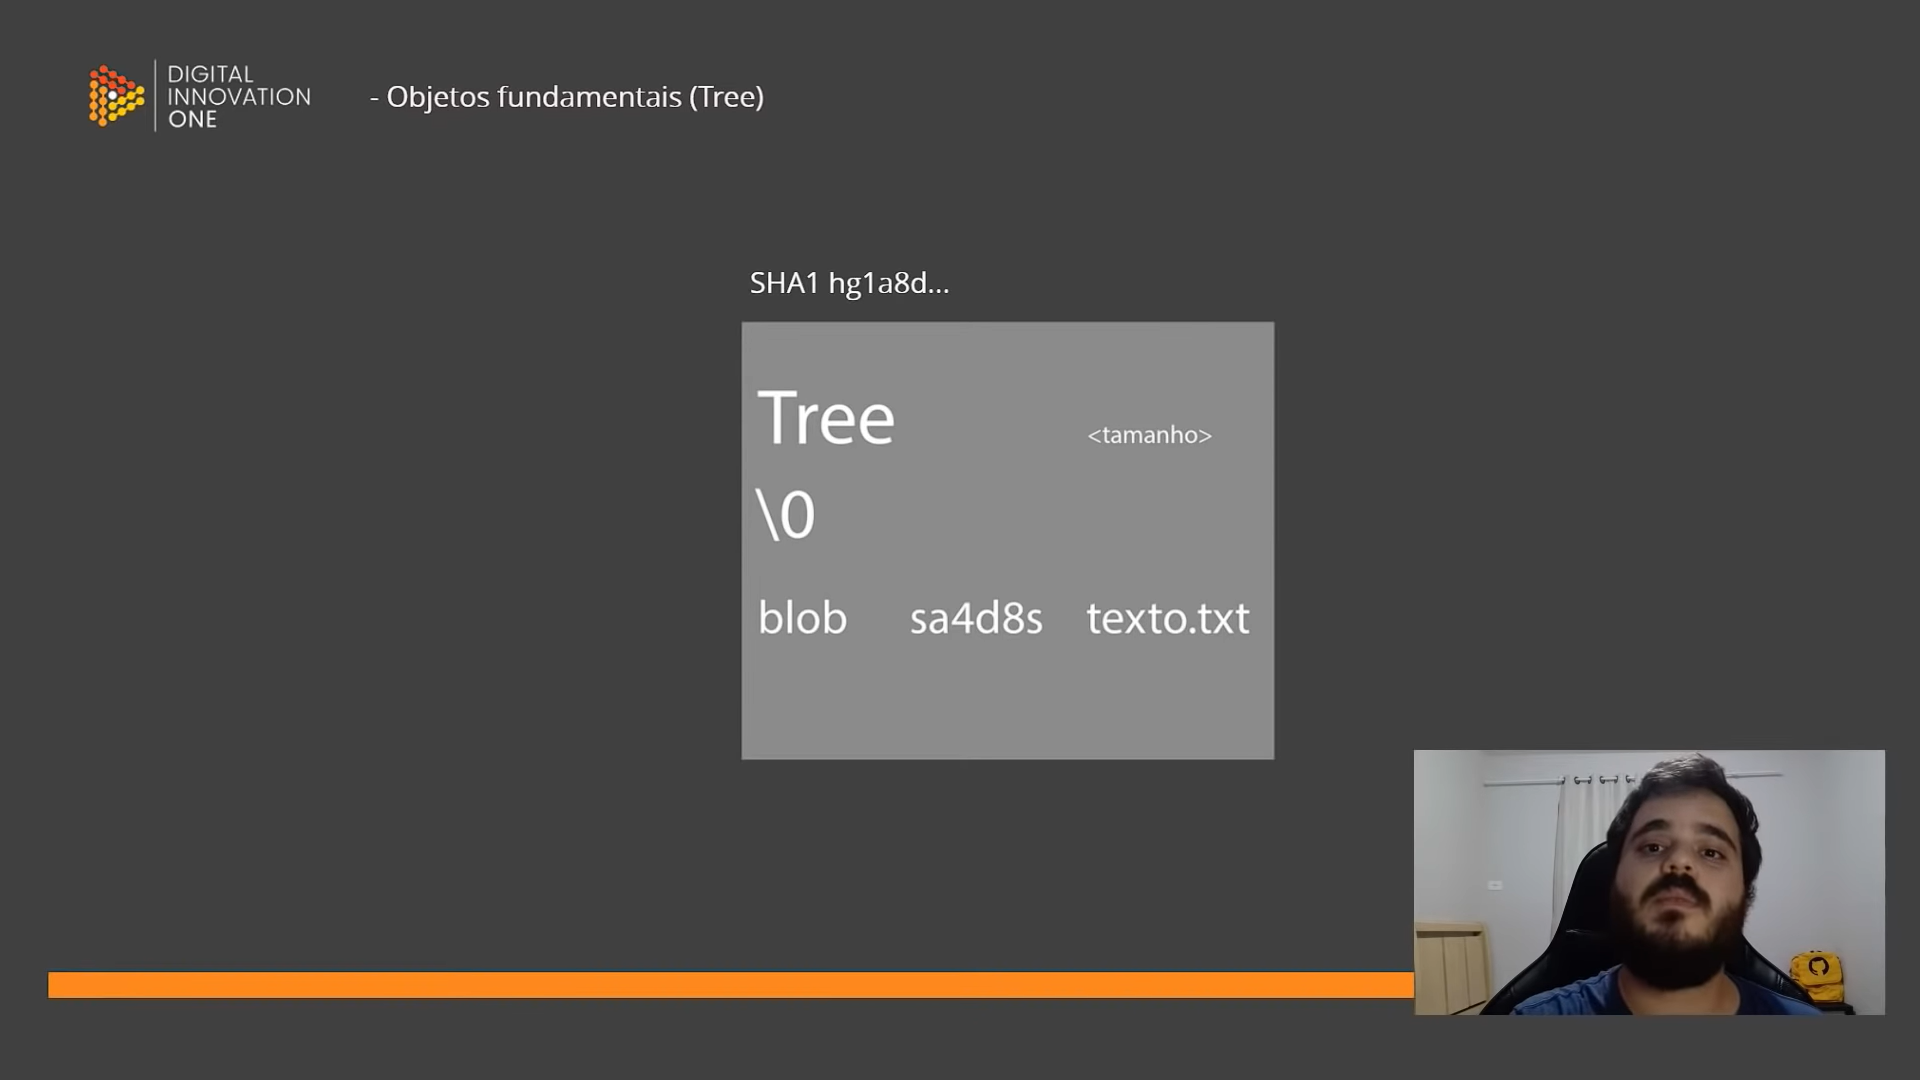 DIGITAL
INNOVATION
ONE
- Objetos fundamentais (Tree)
SHA1 hg1a8d...
Tree <tamanho>
\0
blob sa4d8s texto.txt